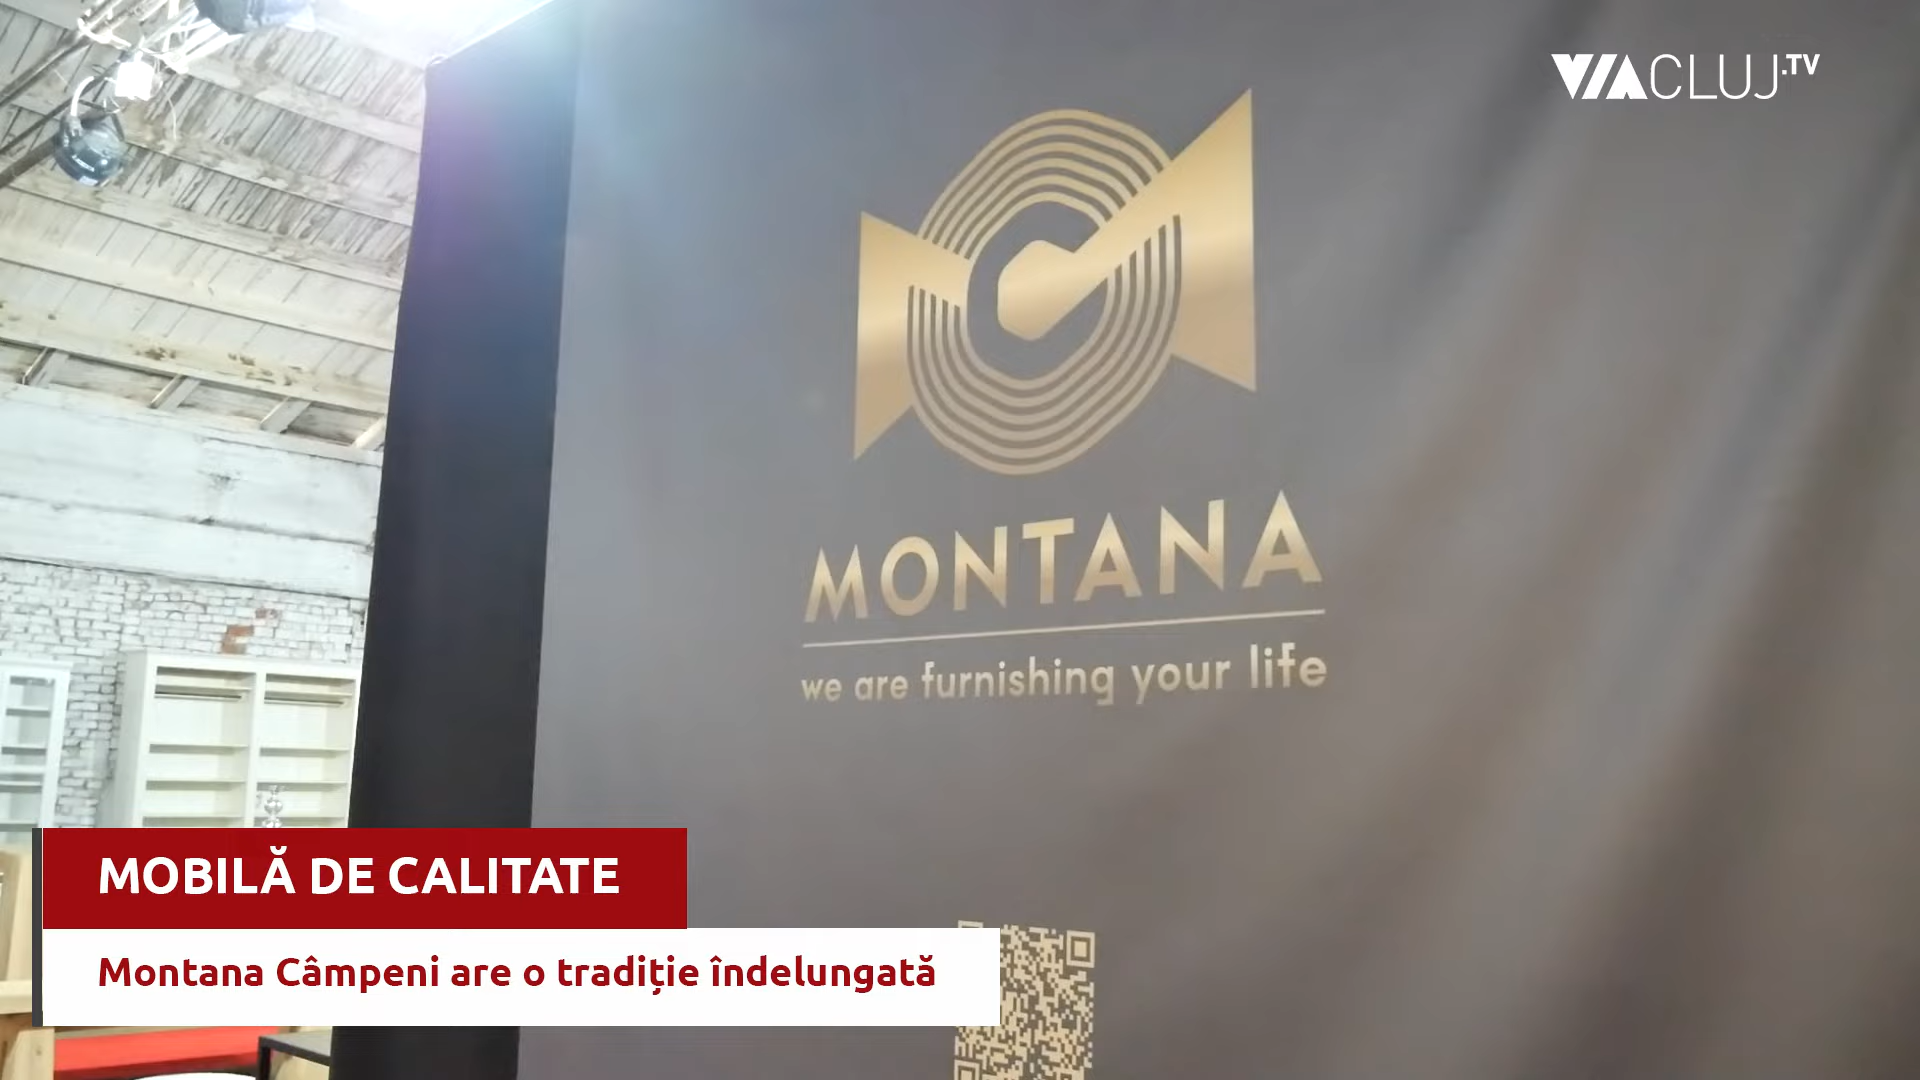 VIACLUJ.TV
MONTANA
we are furnishing your life
MOBILĂ DE CALITATE
Montana Câmpeni are o tradiție îndelungată